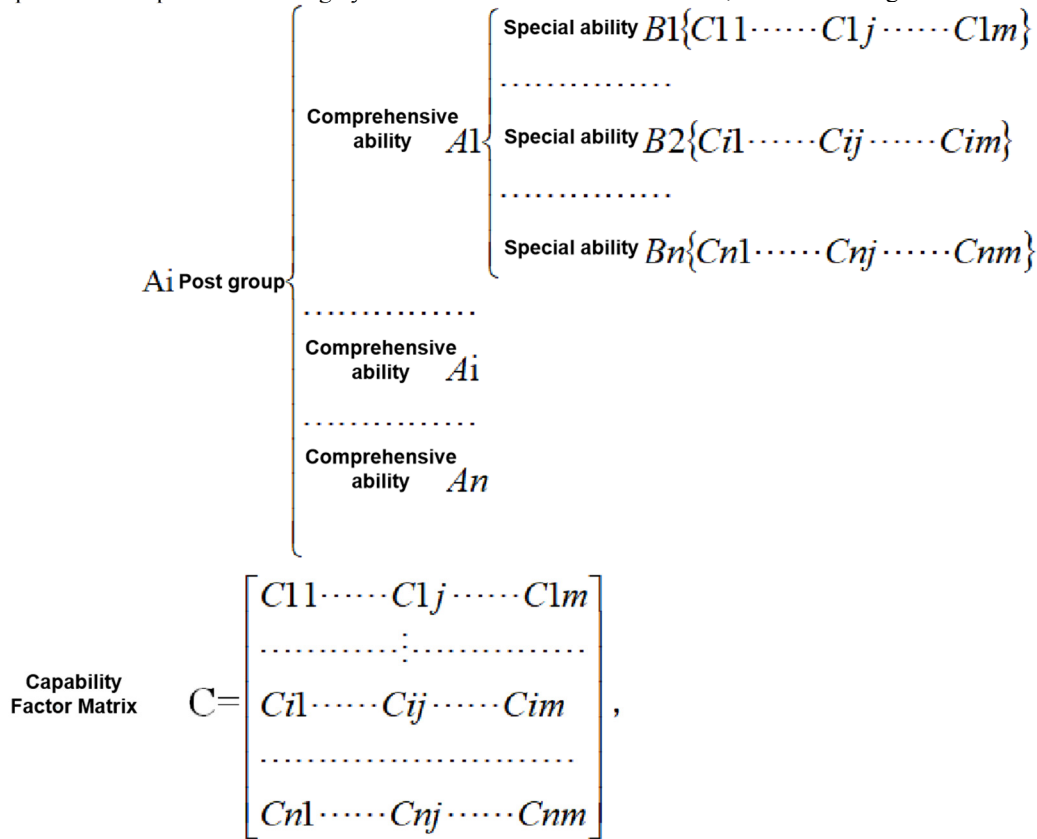 Special ability B1{C11······C1j······C1m}
···············
Comprehensive ability A1{ Special ability B2{Ci1······Cij······Cim}
···············
Special ability Bn{Cn1······Cnj······Cnm}
Ai Post group{
···············
Comprehensive ability Ai
···············
Comprehensive ability An
[C11······C1j······C1m]
············⋮···············
Capability Factor Matrix C= [Ci1······Cij······Cim] ,
···························
[Cn1······Cnj······Cnm]